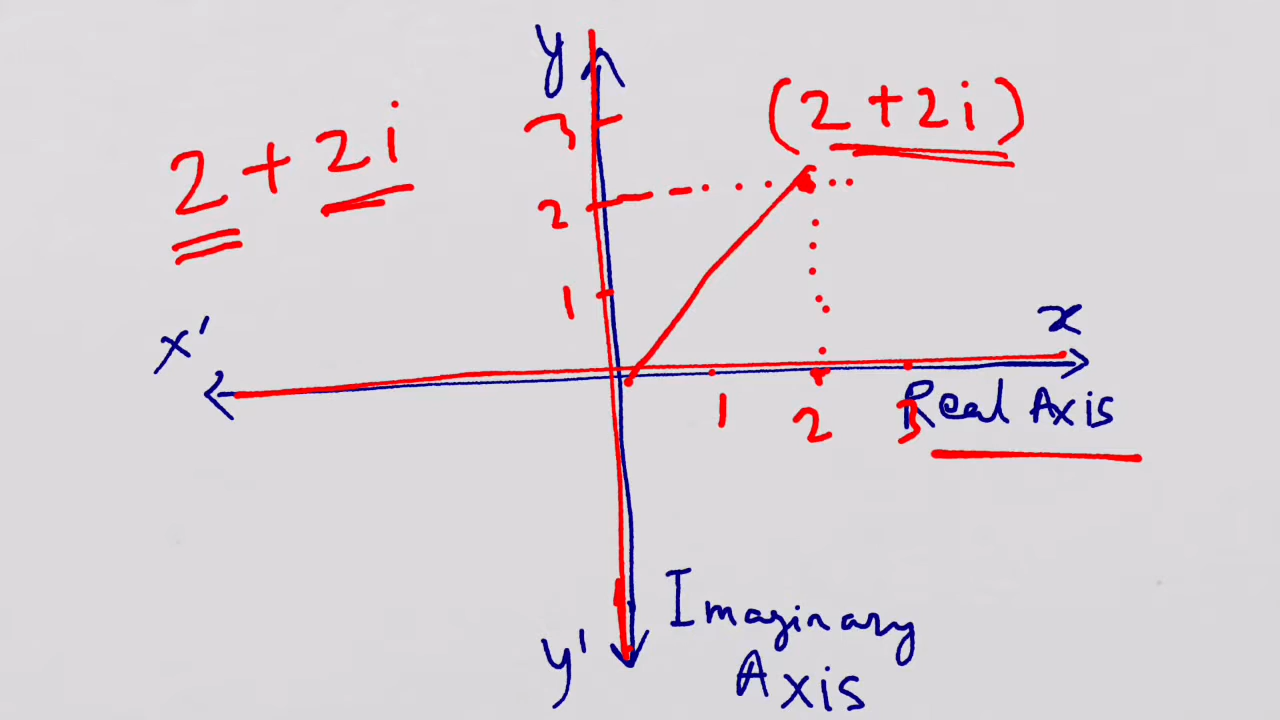 y
(2+2i)
3
2+2i
2
1
x'
x
1
2
3
Real Axis
Imaginary
Axis
y'